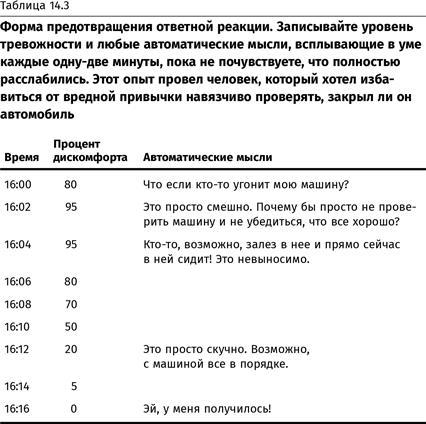 Таблица 14.3
Форма предотвращения ответной реакции. Записывайте уровень
тревожности и любые автоматические мысли, всплывающие в уме
каждые одну-две минуты, пока не почувствуете, что полностью
расслабились. Этот опыт провел человек, который хотел изба-
виться от вредной привычки навязчиво проверять, закрыл ли он
автомобиль
Время Процент дискомфорта Автоматические мысли
16:00 80 Что если кто-то угонит мою машину?
16:02 95 Это просто смешно. Почему бы просто не прове-
рить машину и не убедиться, что все хорошо?
16:04 95 Кто-то, возможно, залез в нее и прямо сейчас
в ней сидит! Это невыносимо.
16:06 80
16:08 70
16:10 50
16:12 20 Это просто скучно. Возможно,
с машиной все в порядке.
16:14 5
16:16 0 Эй, у меня получилось!